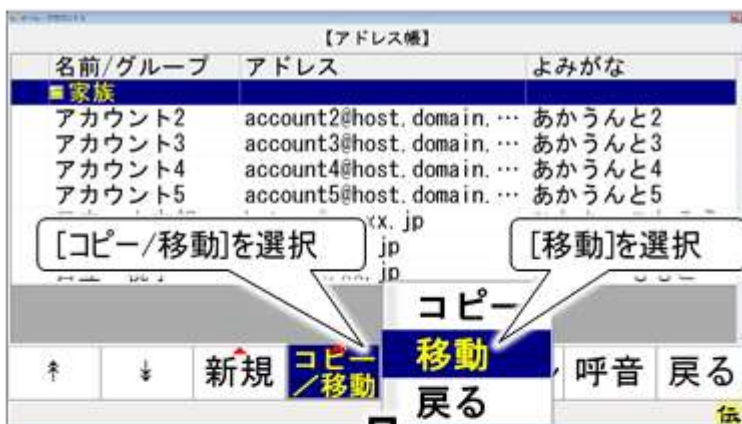 【アドレス帳】
名前/グループ アドレス よみがな
家族
アカウント2 account2@host.domain.… あかうんと2
アカウント3 account3@host.domain.… あかうんと3
アカウント4 account4@host.domain.… あかうんと4
アカウント5 account5@host.domain.… あかうんと5
.jp
[コピー/移動]を選択 jp [移動]を選択
jp
コピー
↟ ↡ 新規 コピー/移動 移動 呼音 戻る
戻る
伝